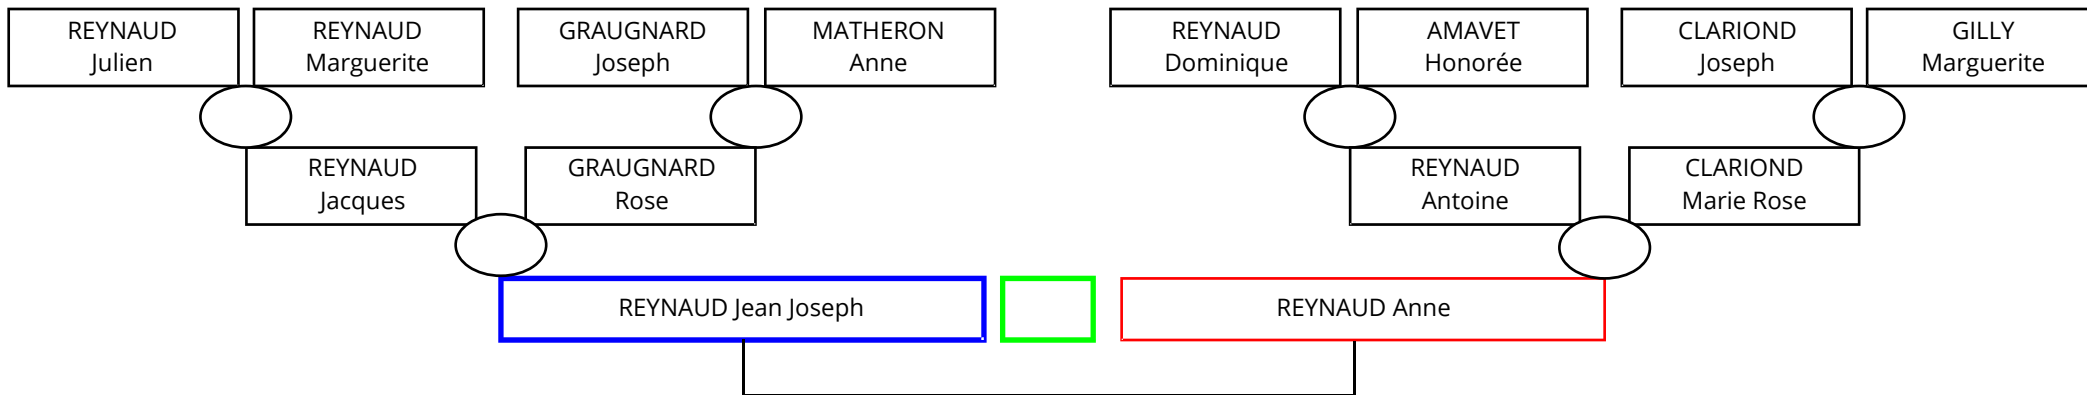 REYNAUD
Julien
REYNAUD
Marguerite
GRAUGNARD
Joseph
MATHERON
Anne
REYNAUD
Dominique
AMAVET
Honorée
CLARIOND
Joseph
GILLY
Marguerite
REYNAUD
Jacques
GRAUGNARD
Rose
REYNAUD
Antoine
CLARIOND
Marie Rose
REYNAUD Jean Joseph
REYNAUD Anne